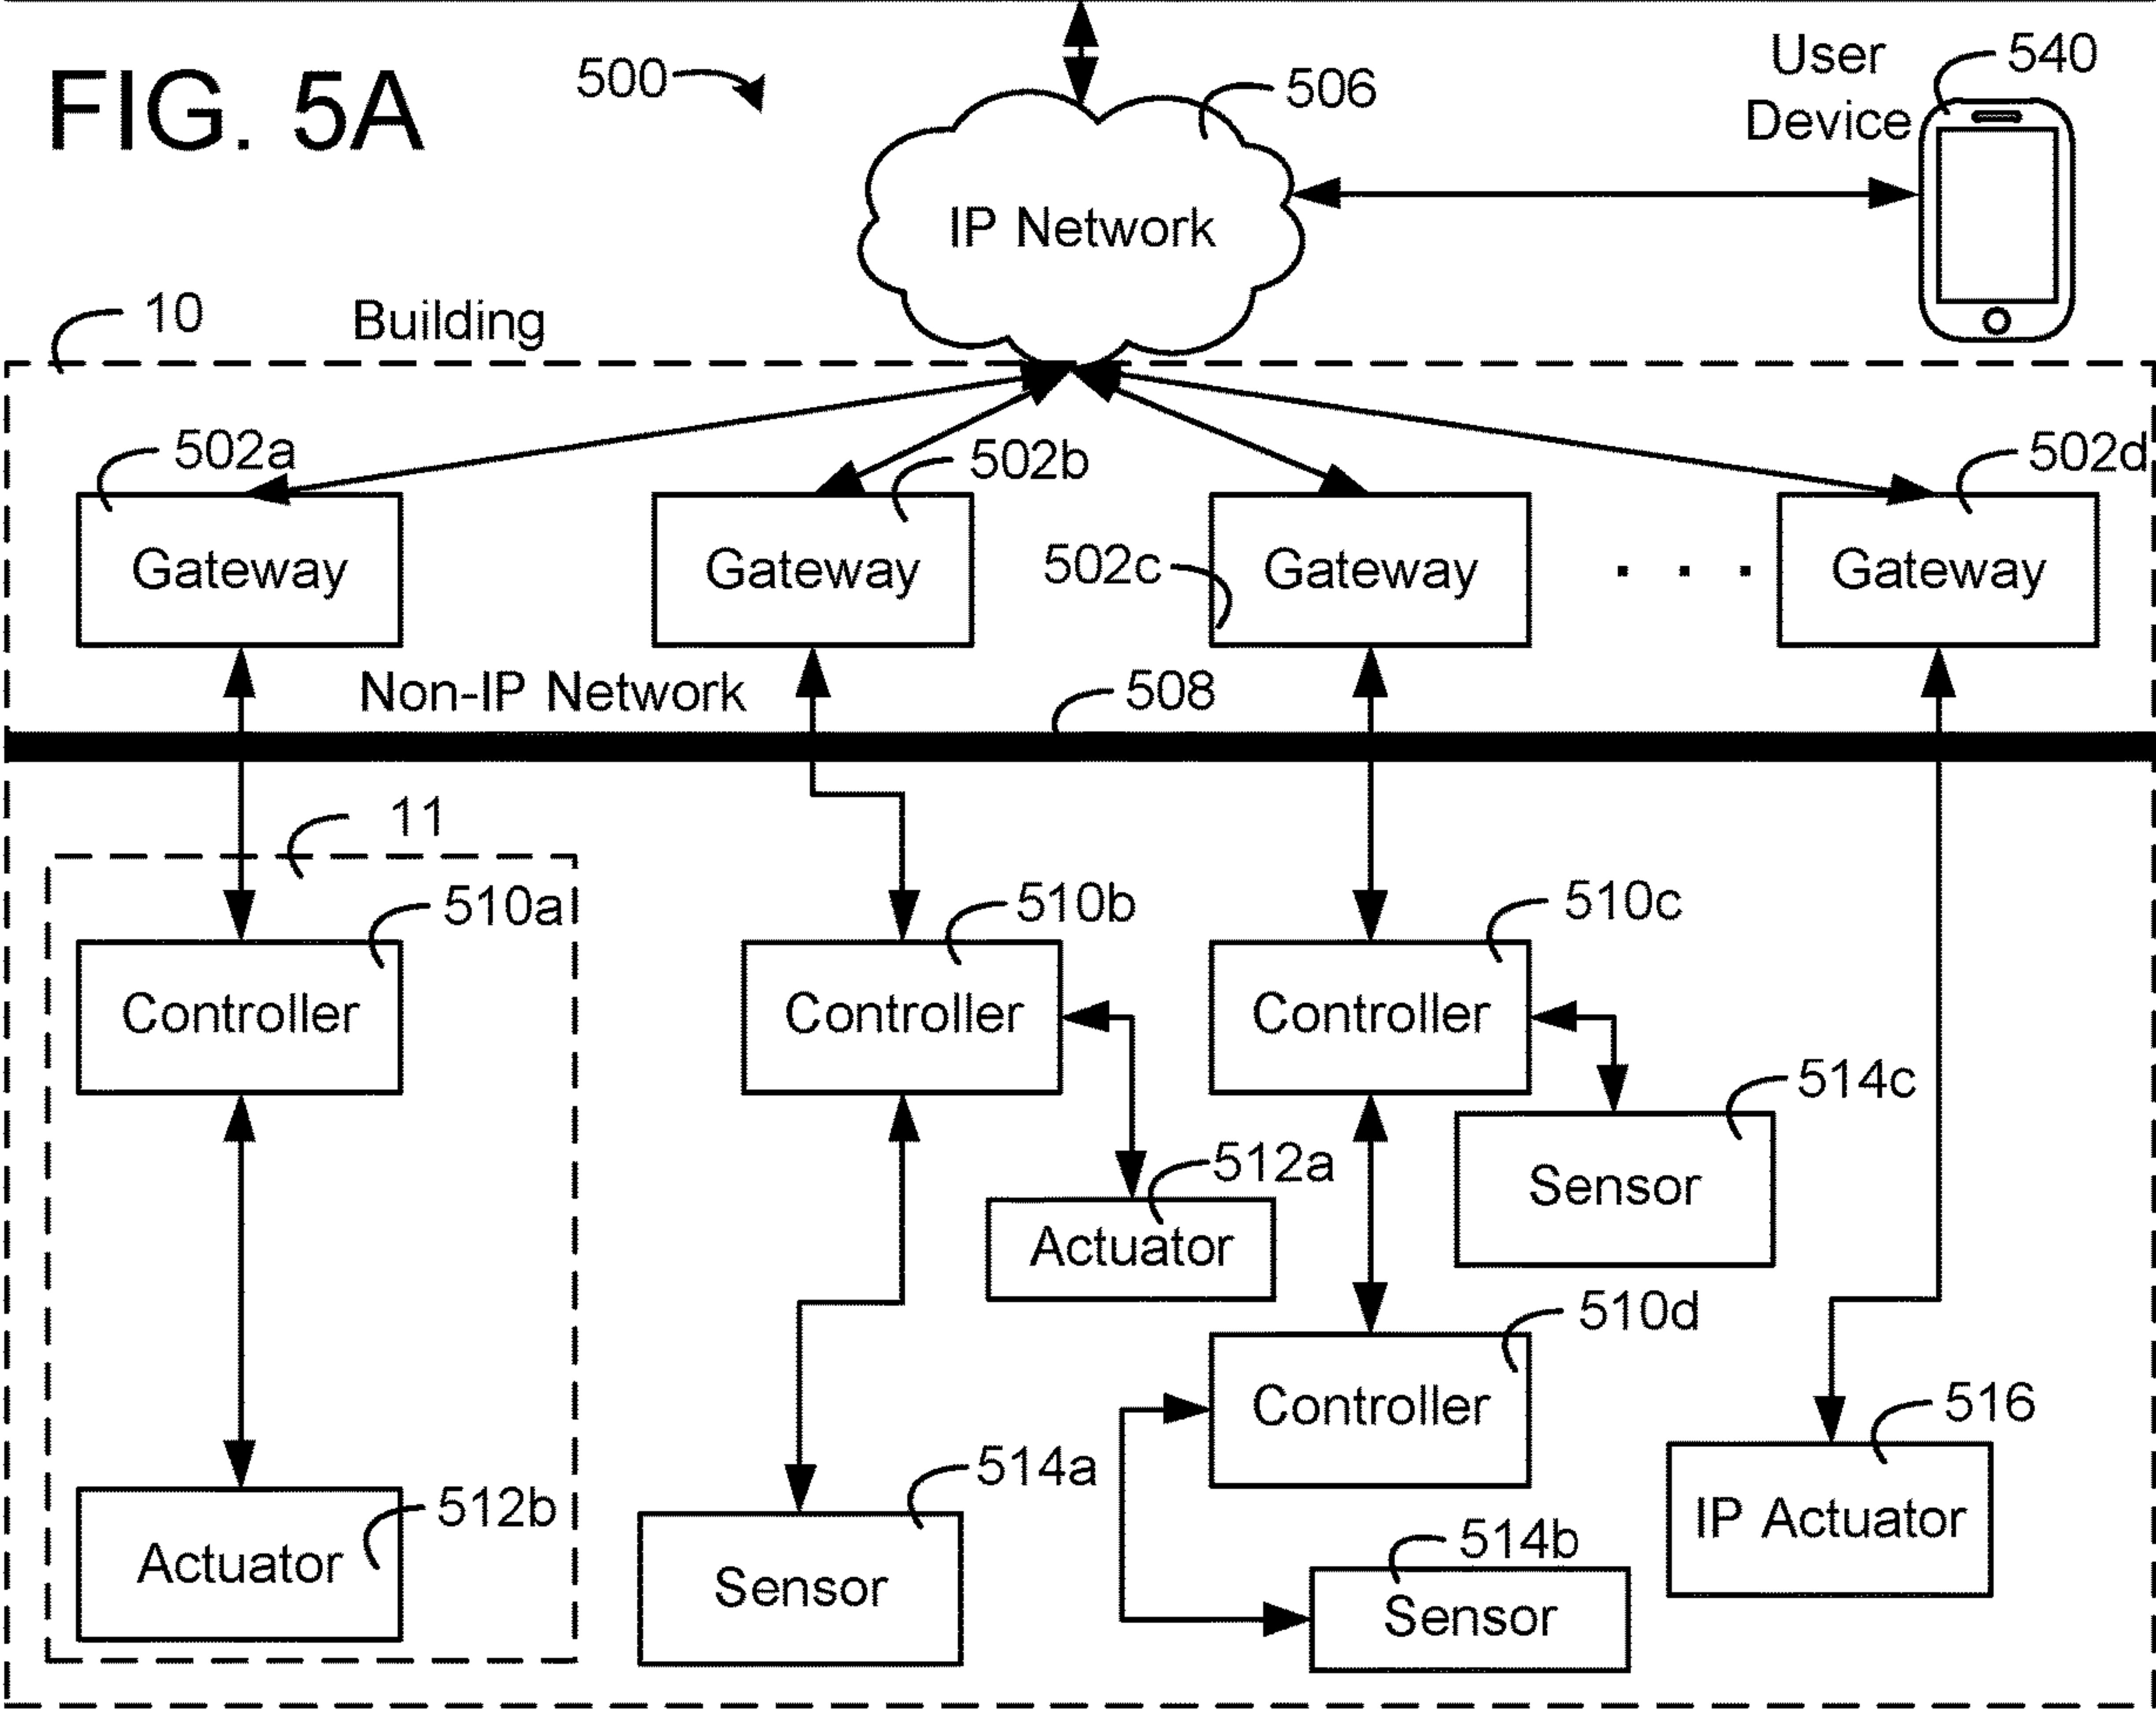 FIG. 5A
500
506
User
Device
540
IP Network
10
Building
502a
502b
502d
Gateway
Gateway
502c
Gateway
. . .
Gateway
Non-IP Network
508
11
510a
510b
510c
Controller
Controller
Controller
514c
512a
Sensor
Actuator
510d
Controller
516
514a
512b
IP Actuator
514b
Actuator
Sensor
Sensor